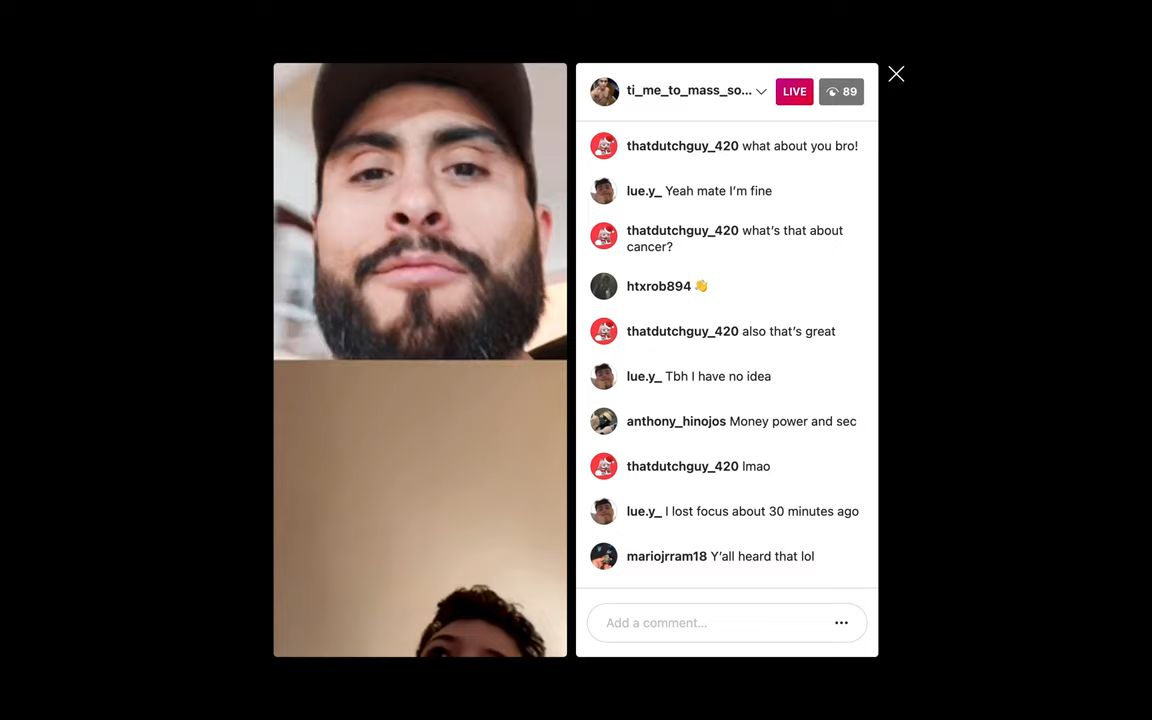 ti_me_to_mass_so...
LIVE
89
thatdutchguy_420 what about you bro!
lue.y_ Yeah mate I’m fine
thatdutchguy_420 what’s that about
cancer?
htxrob894 👋
thatdutchguy_420 also that’s great
lue.y_ Tbh I have no idea
anthony_hinojos Money power and sec
thatdutchguy_420 lmao
lue.y_ I lost focus about 30 minutes ago
mariojrram18 Y’all heard that lol
Add a comment...